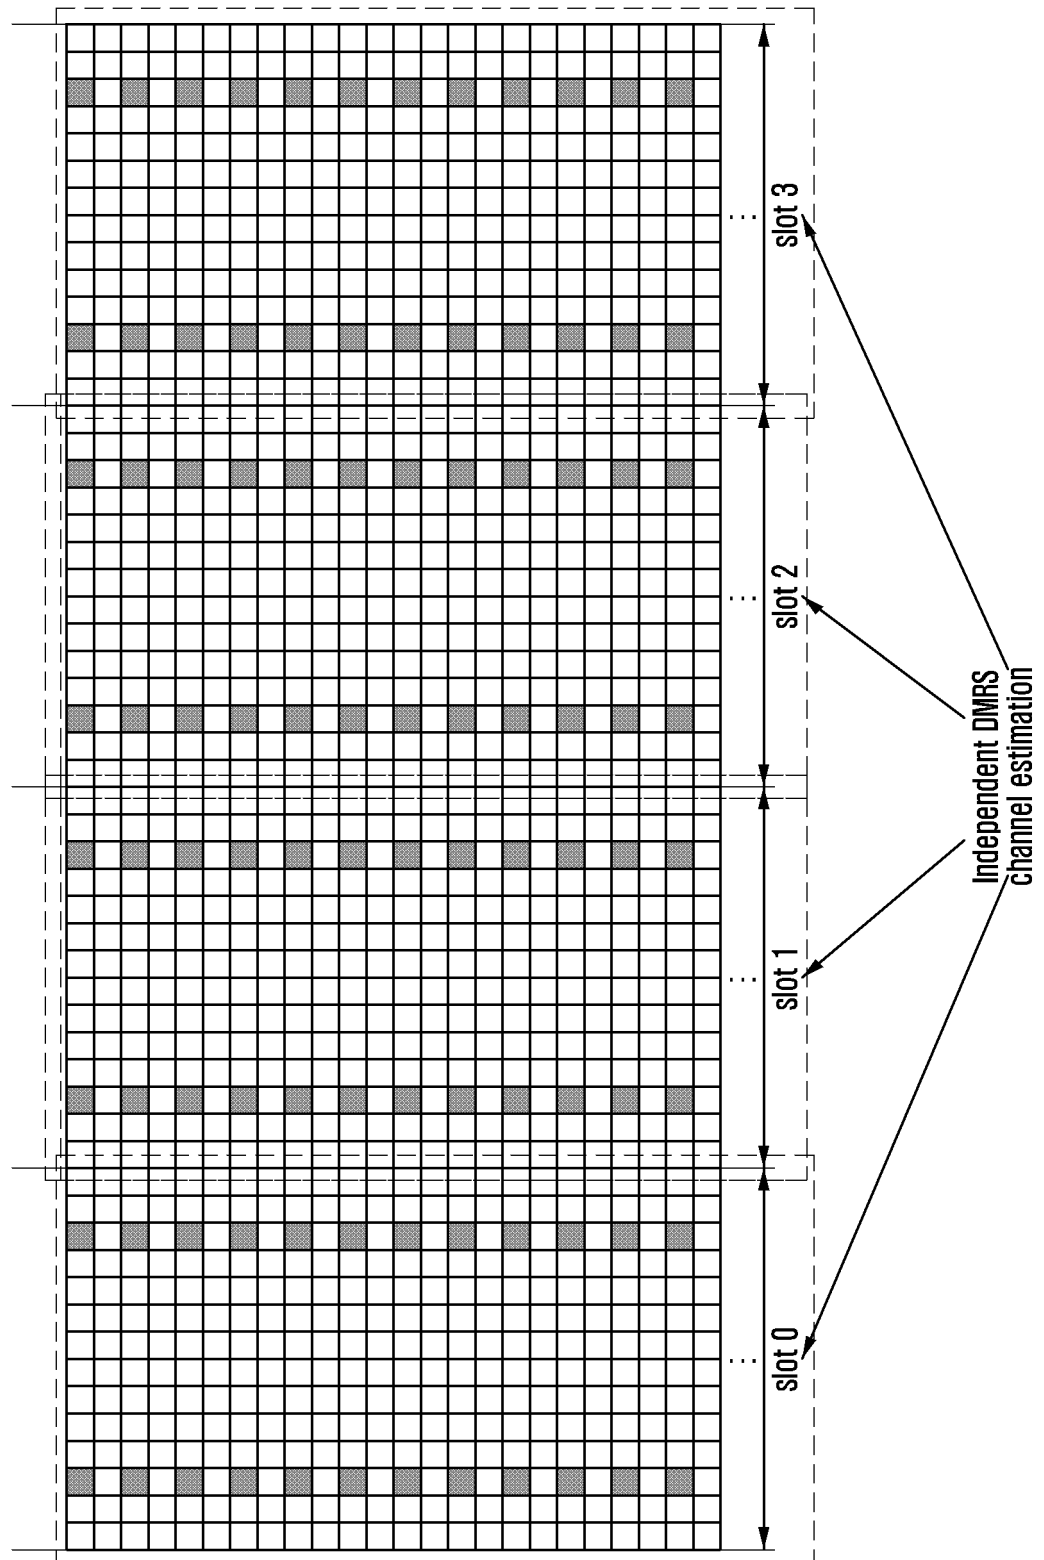 slot 0
slot 1
slot 2
slot 3
...
...
...
...
Independent DMRS
channel estimation